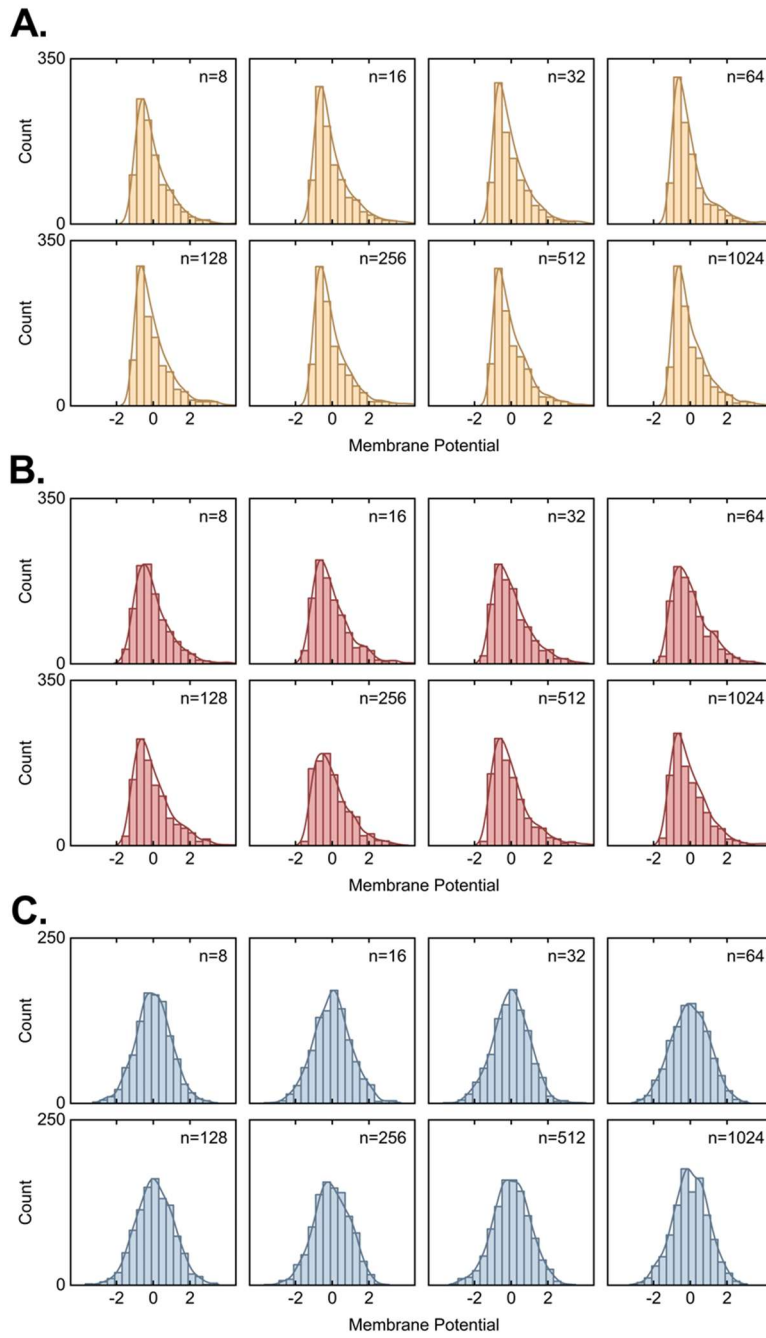 A.
350
n=8 n=16 n=32 n=64
Count
0
350
n=128 n=256 n=512 n=1024
Count
0
-2 0 2 -2 0 2 -2 0 2 -2 0 2
Membrane Potential
B.
350
n=8 n=16 n=32 n=64
Count
0
350
n=128 n=256 n=512 n=1024
Count
0
-2 0 2 -2 0 2 -2 0 2 -2 0 2
Membrane Potential
C.
250
n=8 n=16 n=32 n=64
Count
0
250
n=128 n=256 n=512 n=1024
Count
0
-2 0 2 -2 0 2 -2 0 2 -2 0 2
Membrane Potential